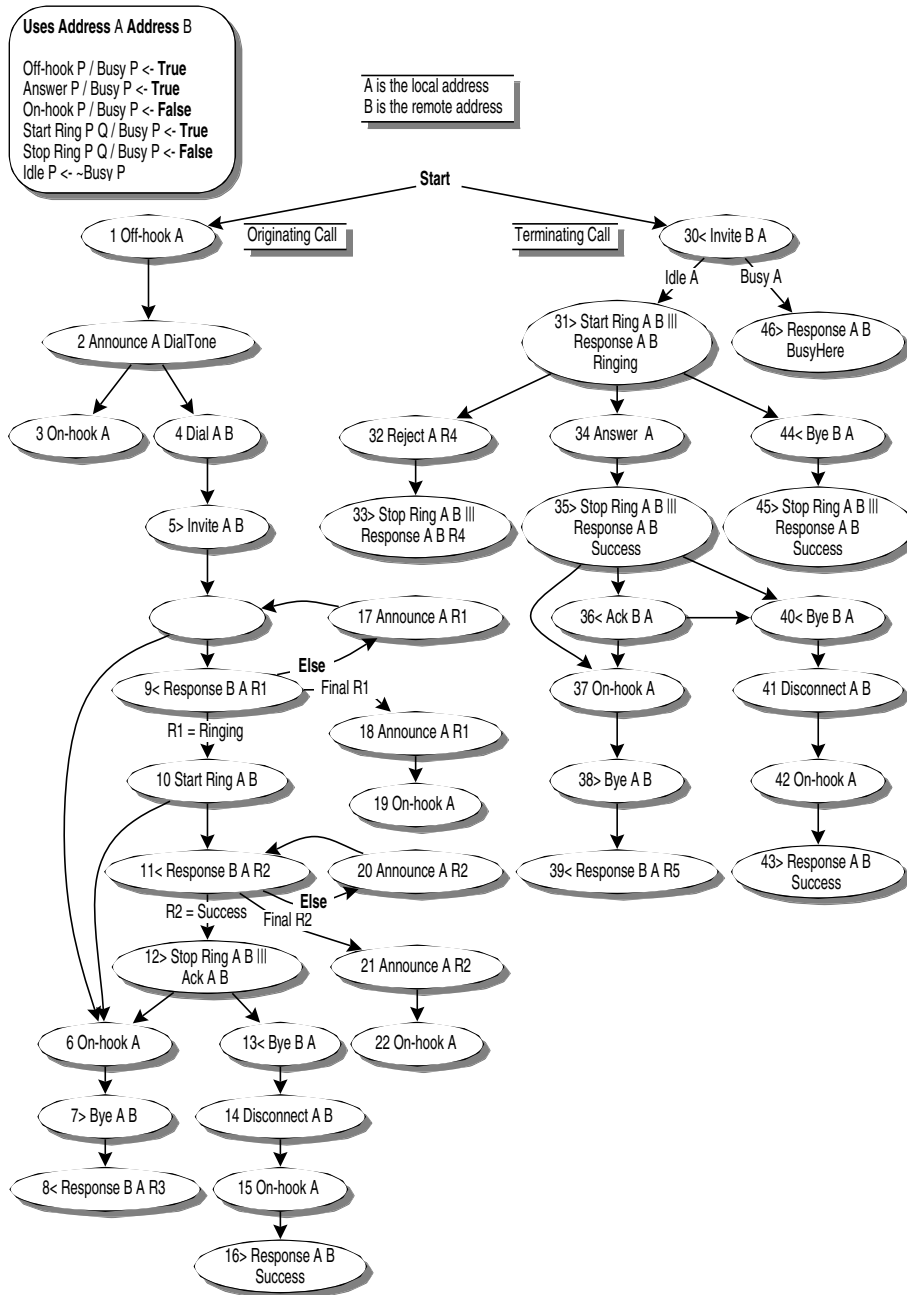 Uses Address A Address B
Off-hook P / Busy P <- True
Answer P / Busy P <- True
On-hook P / Busy P <- False
Start Ring P Q / Busy P <- True
Stop Ring P Q / Busy P <- False
Idle P <- ~Busy P
A is the local address
B is the remote address
Start
1 Off-hook A
Originating Call
Terminating Call
30< Invite B A
Idle A
Busy A
2 Announce A DialTone
31> Start Ring A B |||
Response A B
Ringing
46> Response A B
BusyHere
3 On-hook A
4 Dial A B
32 Reject A R4
34 Answer A
44< Bye B A
5> Invite A B
33> Stop Ring A B |||
Response A B R4
35> Stop Ring A B |||
Response A B
Success
45> Stop Ring A B |||
Response A B
Success
17 Announce A R1
36< Ack B A
40< Bye B A
Else
9< Response B A R1
Final R1
37 On-hook A
41 Disconnect A B
R1 = Ringing
18 Announce A R1
10 Start Ring A B
19 On-hook A
38> Bye A B
42 On-hook A
11< Response B A R2
20 Announce A R2
39< Response B A R5
43> Response A B
Success
Else
R2 = Success
Final R2
12> Stop Ring A B |||
Ack A B
21 Announce A R2
6 On-hook A
13< Bye B A
22 On-hook A
7> Bye A B
14 Disconnect A B
8< Response B A R3
15 On-hook A
16> Response A B
Success